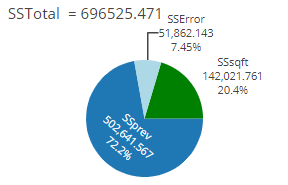 SSTotal = 696525.471
SSError
51,862.143
7.45%
SSsqft
142,021.761
20.4%
SSprev
502,641.567
72.2%